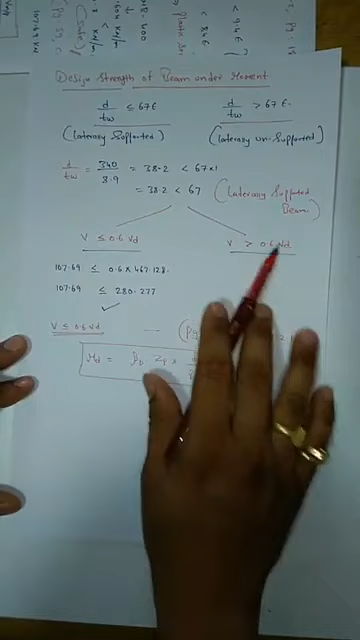 Design Strength of Beam under Moment
d/tw ≤ 67ε
d/tw > 67ε.
(Laterally Supported)
(Laterally un-Supported)
d/tw = 340/8.9 = 38.2 < 67×1
= 38.2 < 67 (Laterally Supported
Beam)
V ≤ 0.6 Vd
V > 0.6 Vd
107.69 ≤ 0.6 × 467.128.
107.69 ≤ 280.277
✓
V ≤ 0.6 Vd
Md = βb. Zp ×